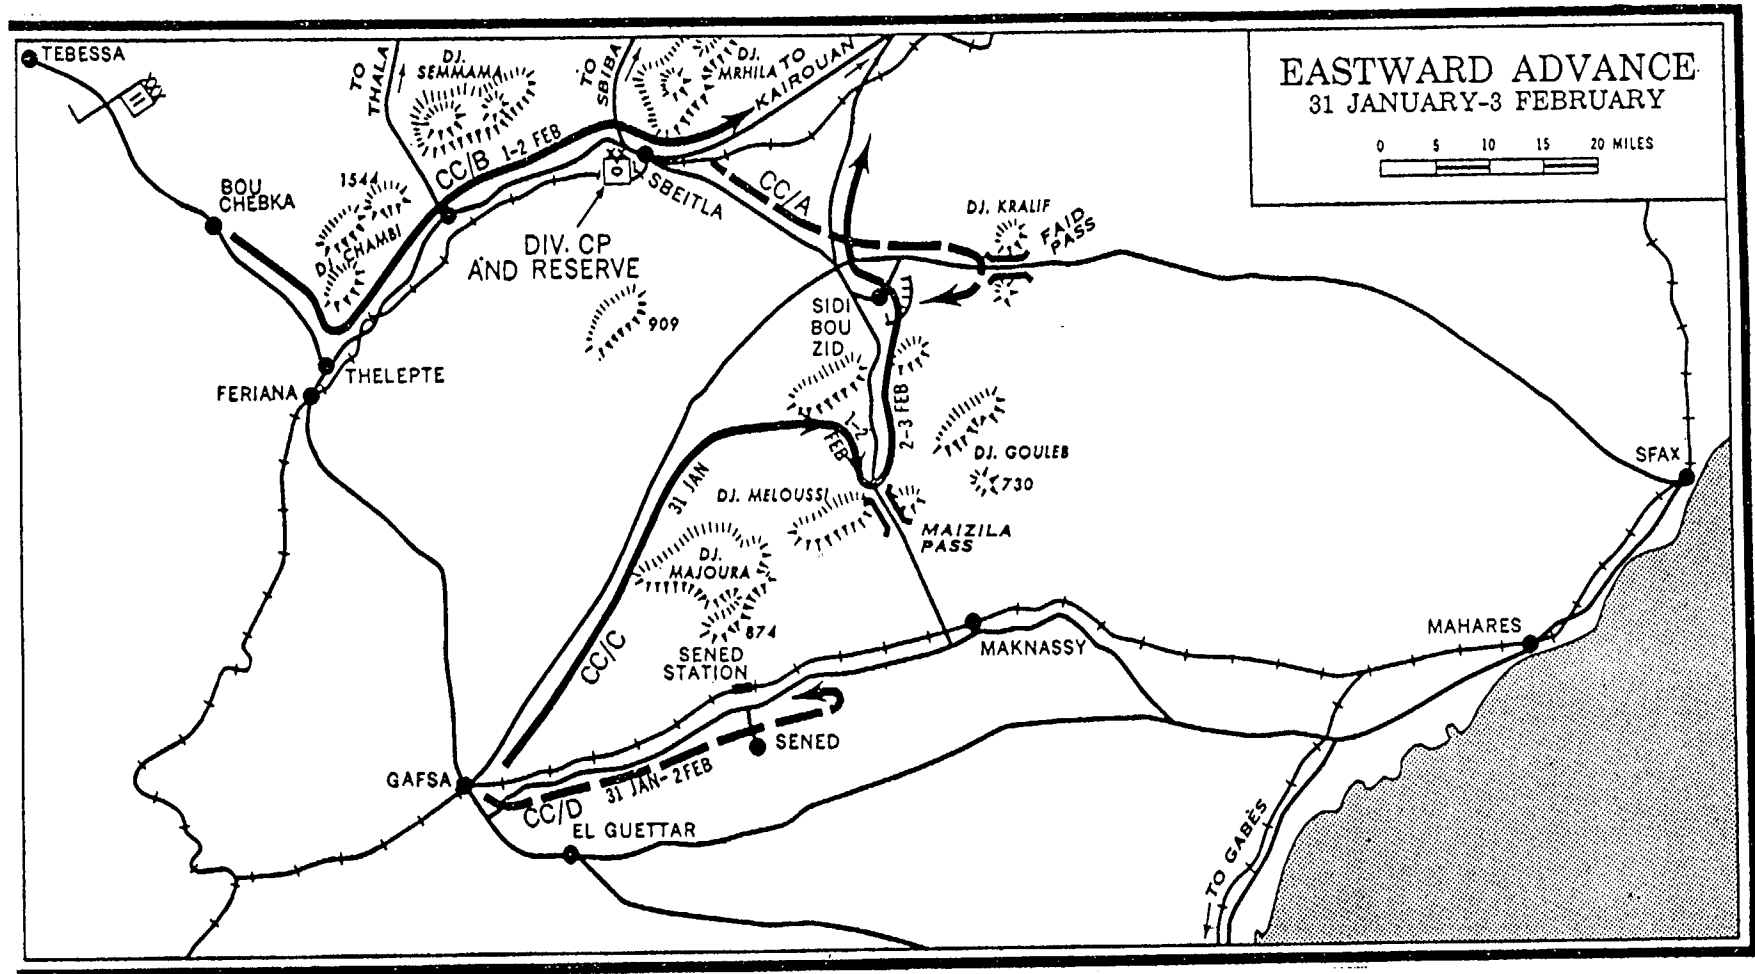 EASTWARD ADVANCE
31 JANUARY-3 FEBRUARY
0 5 10 15 20 MILES
TEBESSA
II
TO
THALA
DJ.
SEMMAMA
TO
SBIBA
DJ.
MRHILA
TO KAIROUAN
CC/B 1-2 FEB
BOU
CHEBKA
1544
DJ. CHAMBI
SBEITLA
CC/A
DJ. KRALIF
FAID
PASS
DIV. CP
AND RESERVE
909
SIDI
BOU
ZID
THELEPTE
FERIANA
1-2
FEB
2-3 FEB
DJ. GOULEB
730
SFAX
31 JAN
DJ. MELOUSSI
MAIZILA
PASS
DJ.
MAJOURA
874
CC/C
SENED
STATION
MAKNASSY
MAHARES
SENED
GAFSA
31 JAN-2 FEB
CC/D
EL GUETTAR
TO GABÈS